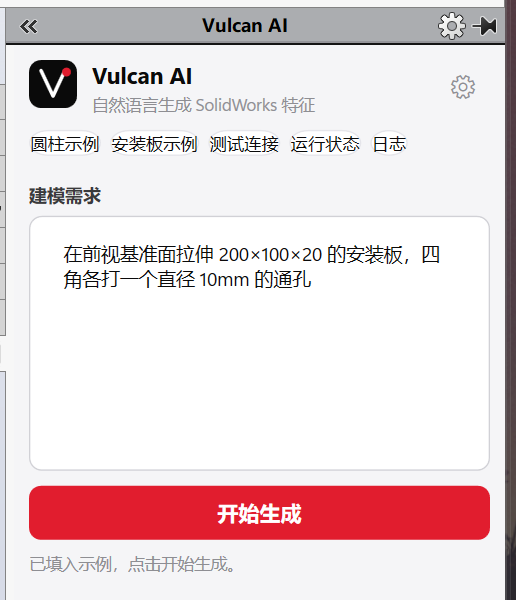 Vulcan AI
Vulcan AI
自然语言生成 SolidWorks 特征
圆柱示例 安装板示例 测试连接 运行状态 日志
建模需求
在前视基准面拉伸 200×100×20 的安装板，四
角各打一个直径 10mm 的通孔
开始生成
已填入示例，点击开始生成。